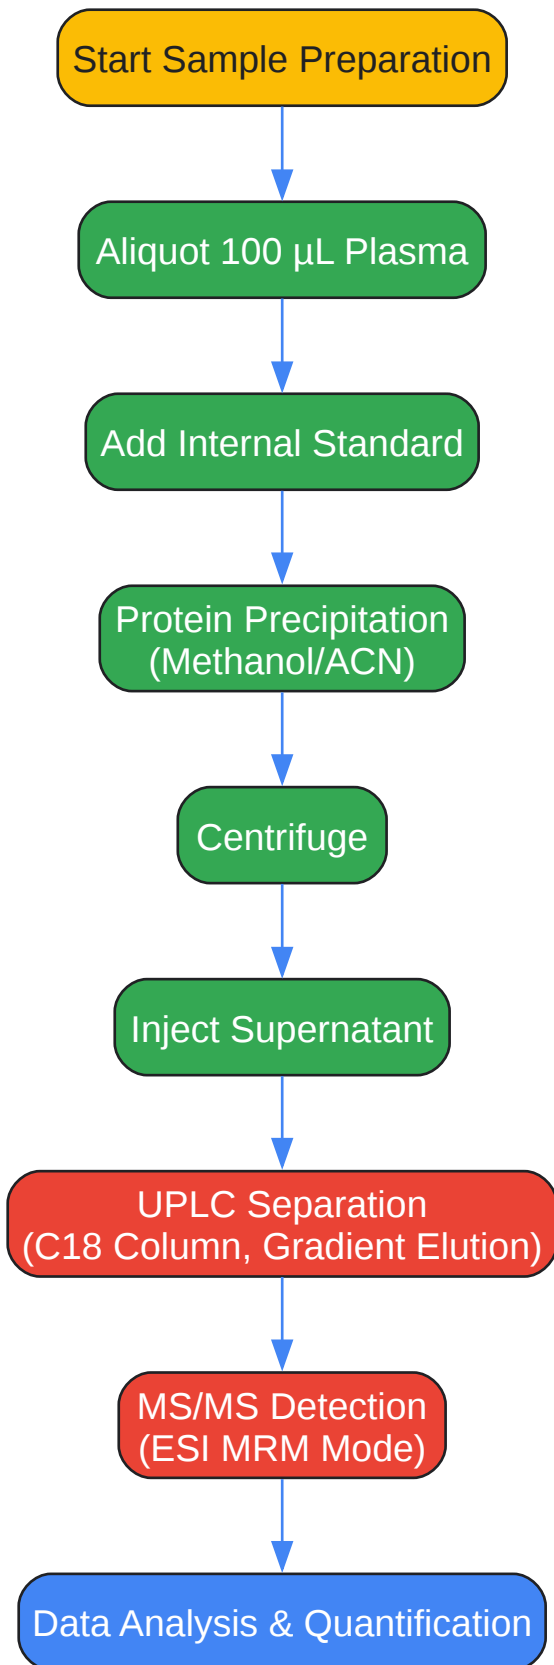 Start Sample Preparation
Aliquot 100 µL Plasma
Add Internal Standard
Protein Precipitation
(Methanol/ACN)
Centrifuge
Inject Supernatant
UPLC Separation
(C18 Column, Gradient Elution)
MS/MS Detection
(ESI MRM Mode)
Data Analysis & Quantification